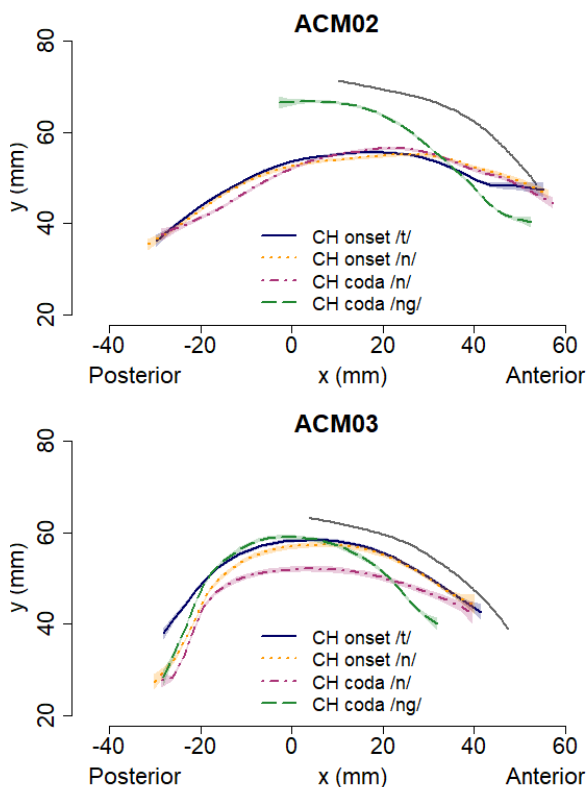 ACM02
80
60
40
20
y (mm)
CH onset /t/
CH onset /n/
CH coda /n/
CH coda /ng/
-40 -20 0 20 40 60
Posterior x (mm) Anterior
ACM03
80
60
40
20
y (mm)
CH onset /t/
CH onset /n/
CH coda /n/
CH coda /ng/
-40 -20 0 20 40 60
Posterior x (mm) Anterior